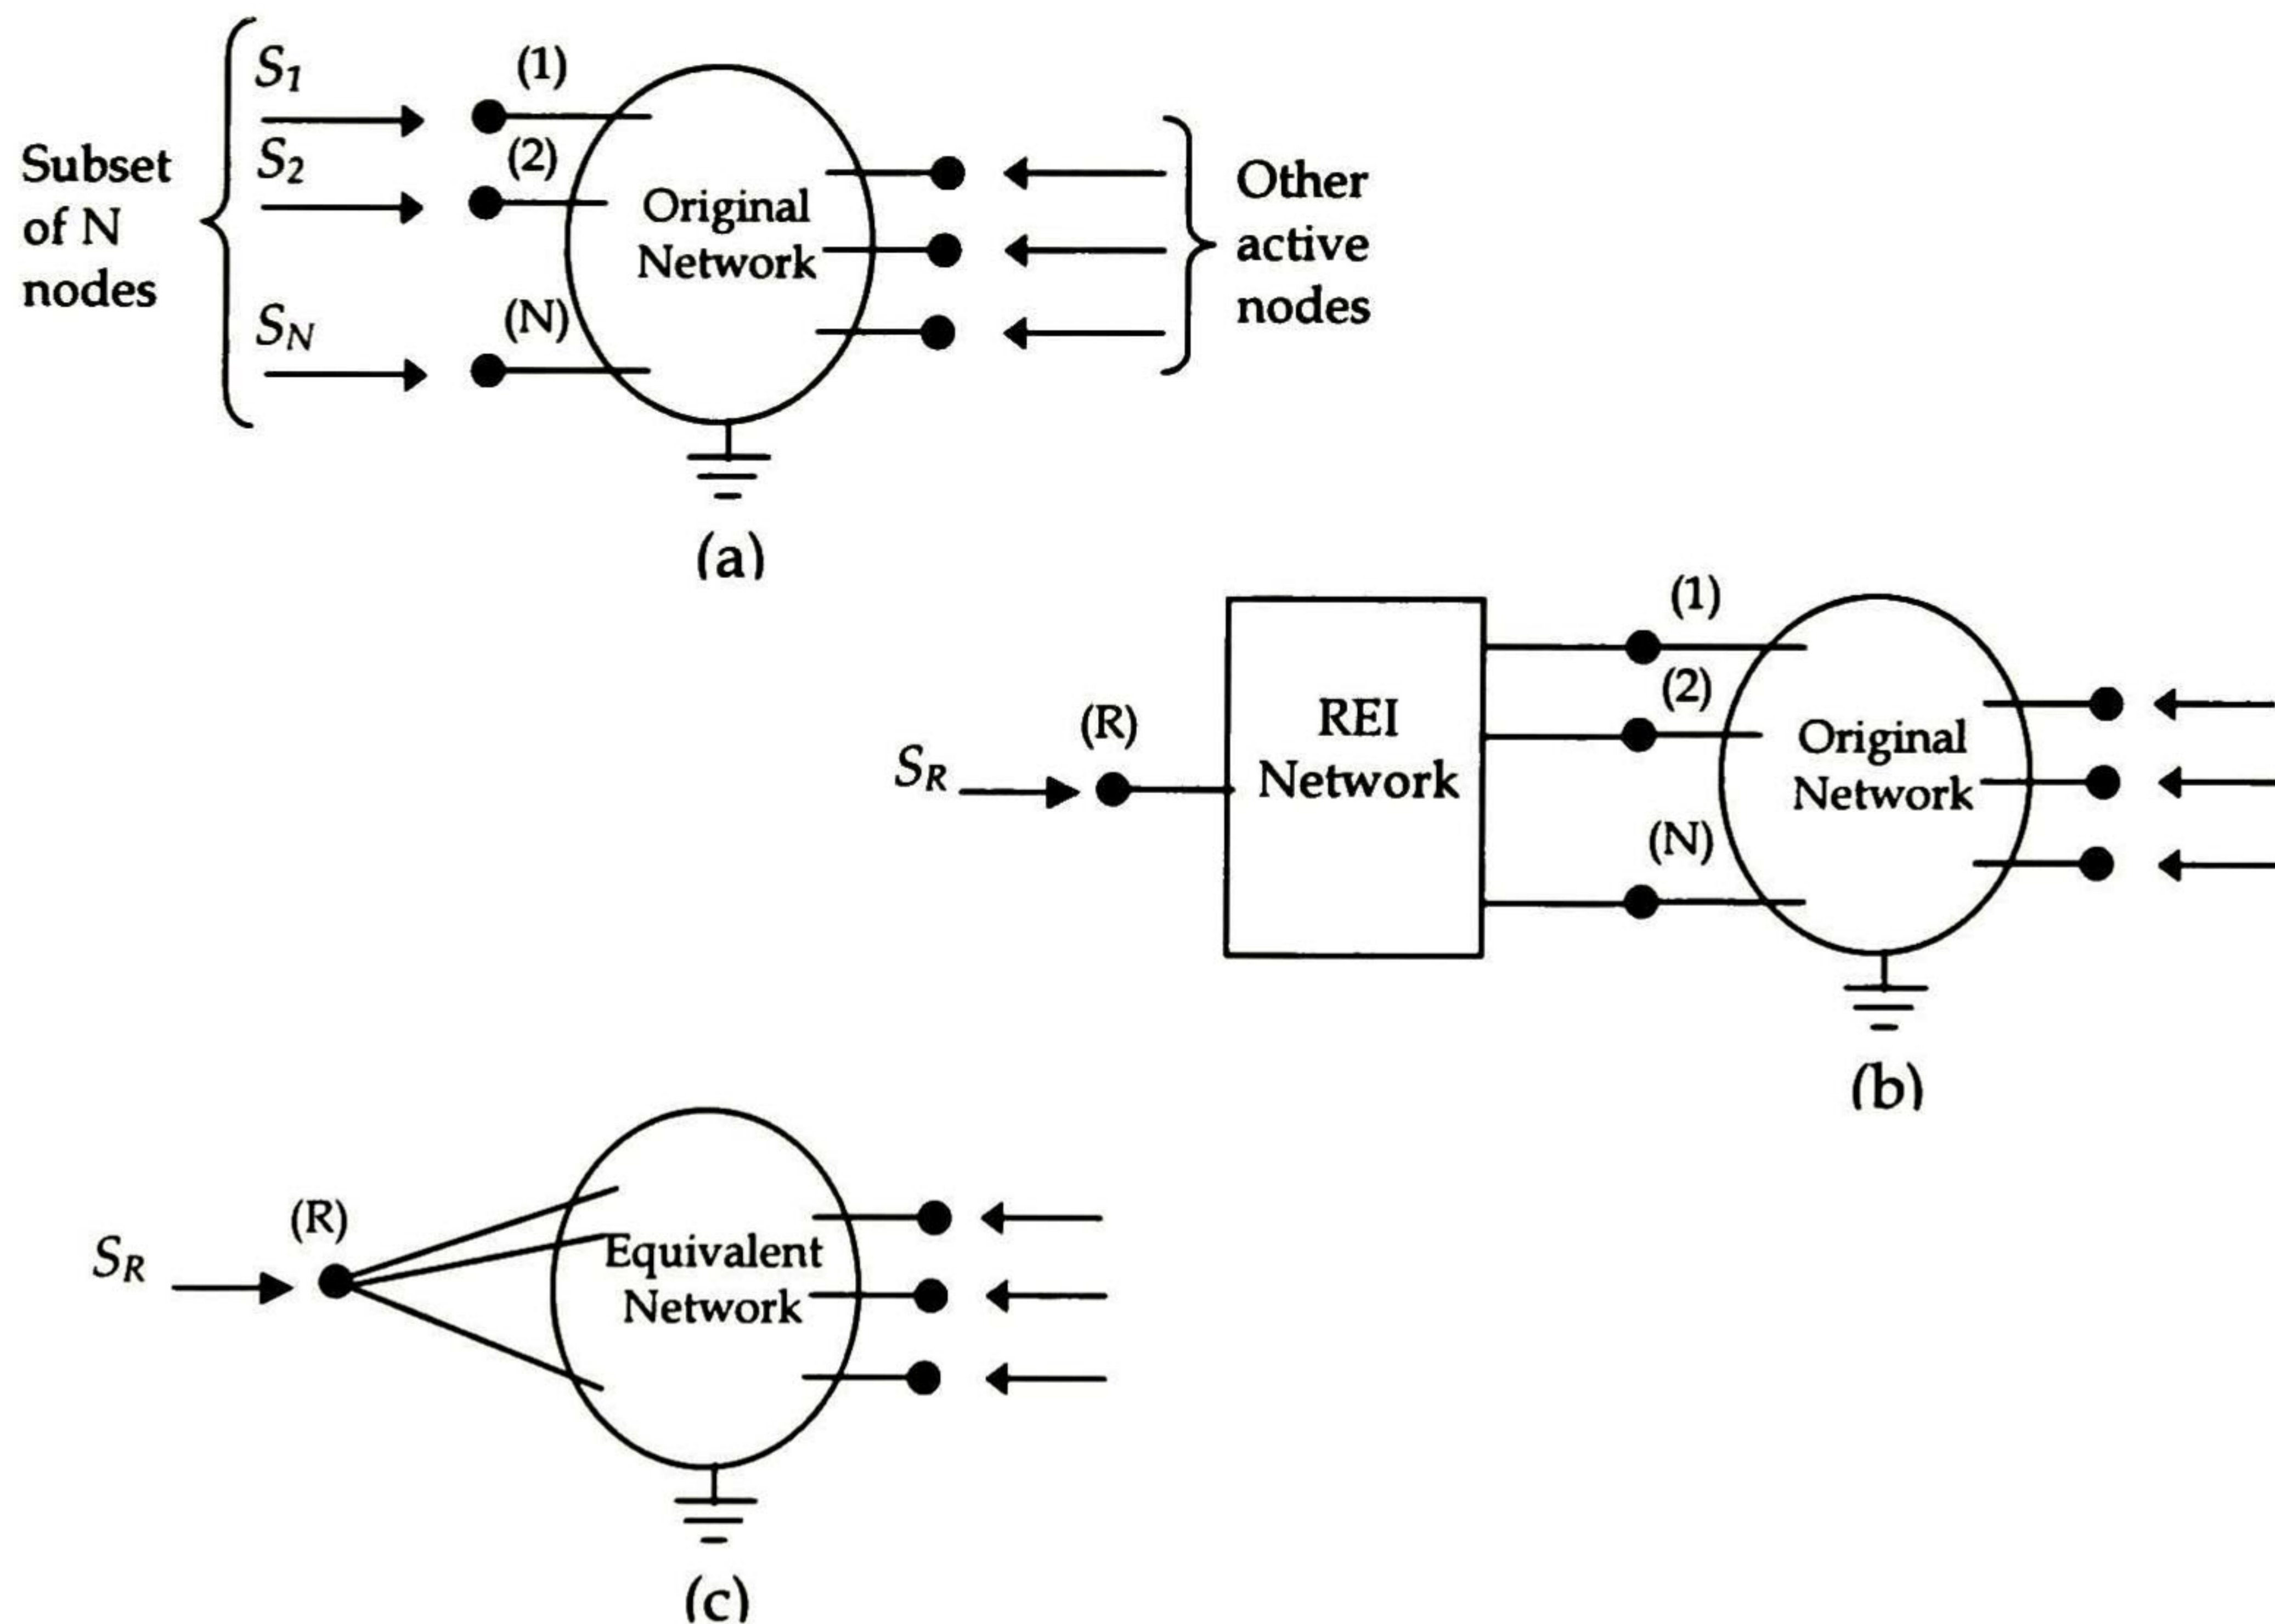 S1
(1)
Subset
of N
nodes
S2
(2)
SN
(N)
Original
Network
Other
active
nodes
(a)
SR
(R)
REI
Network
(1)
(2)
(N)
Original
Network
(b)
SR
(R)
Equivalent
Network
(c)